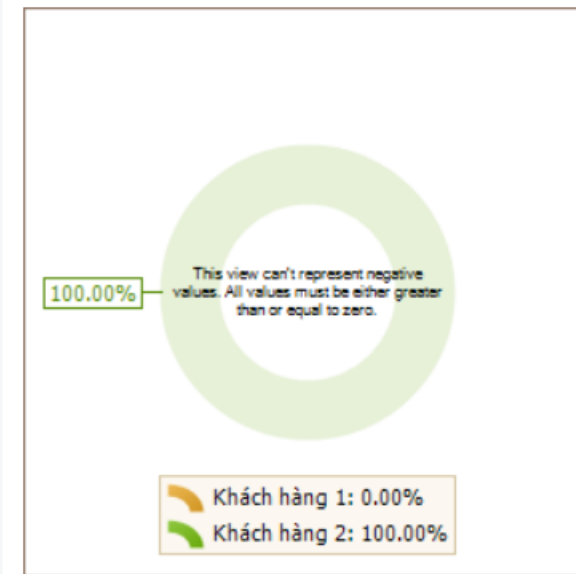 This view can't represent negative
values. All values must be either greater
than or equal to zero.
100.00%
Khách hàng 1: 0.00%
Khách hàng 2: 100.00%